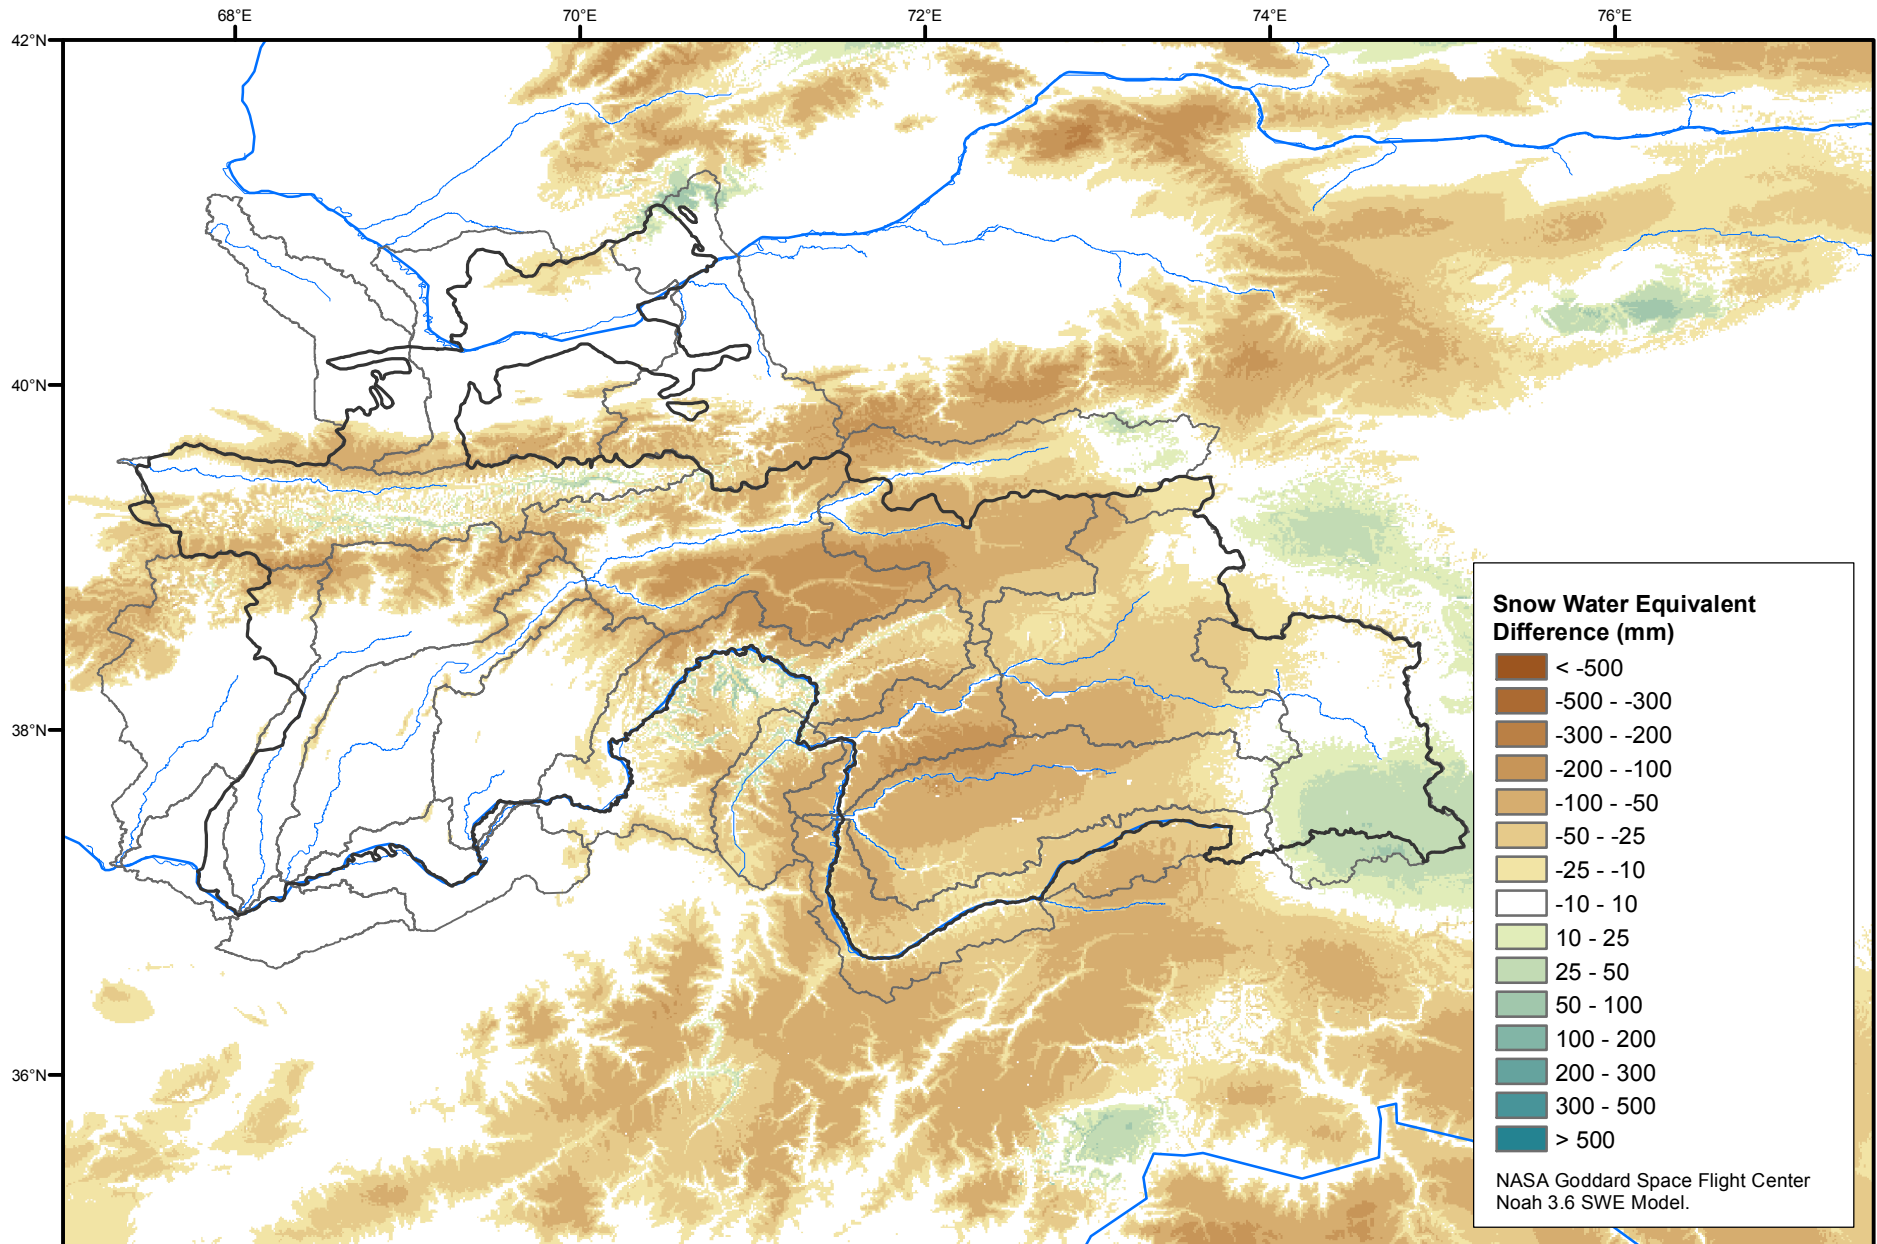 68°E 70°E 72°E 74°E 76°E
42°N
40°N
38°N
36°N
Snow Water Equivalent
Difference (mm)
< -500
-500 - -300
-300 - -200
-200 - -100
-100 - -50
-50 - -25
-25 - -10
-10 - 10
10 - 25
25 - 50
50 - 100
100 - 200
200 - 300
300 - 500
> 500
NASA Goddard Space Flight Center
Noah 3.6 SWE Model.